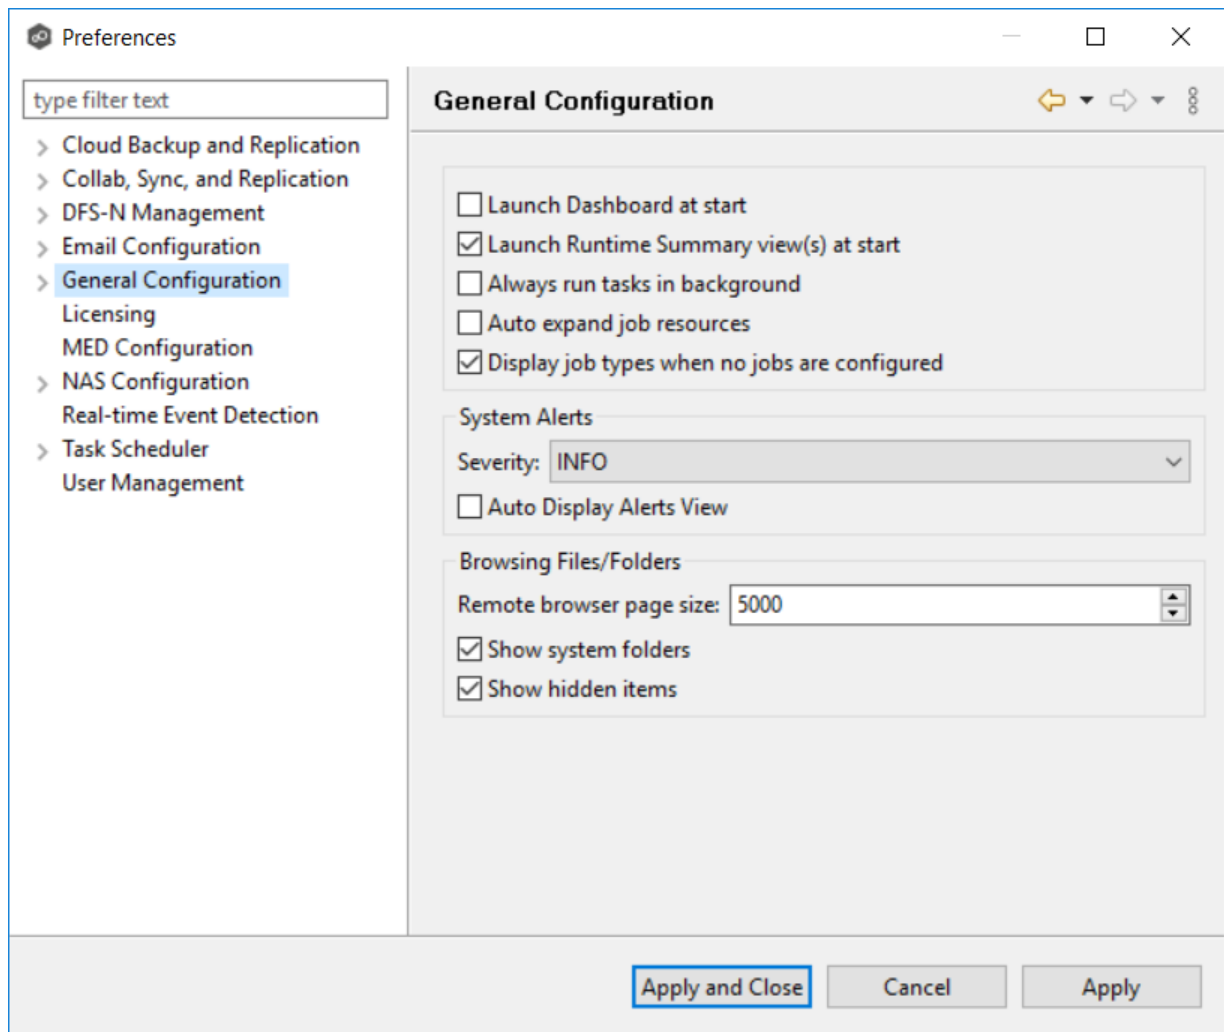 Preferences
type filter text
Cloud Backup and Replication
Collab, Sync, and Replication
DFS-N Management
Email Configuration
General Configuration
Licensing
MED Configuration
NAS Configuration
Real-time Event Detection
Task Scheduler
User Management
General Configuration
Launch Dashboard at start
Launch Runtime Summary view(s) at start
Always run tasks in background
Auto expand job resources
Display job types when no jobs are configured
System Alerts
Severity: INFO
Auto Display Alerts View
Browsing Files/Folders
Remote browser page size: 5000
Show system folders
Show hidden items
Apply and Close Cancel Apply